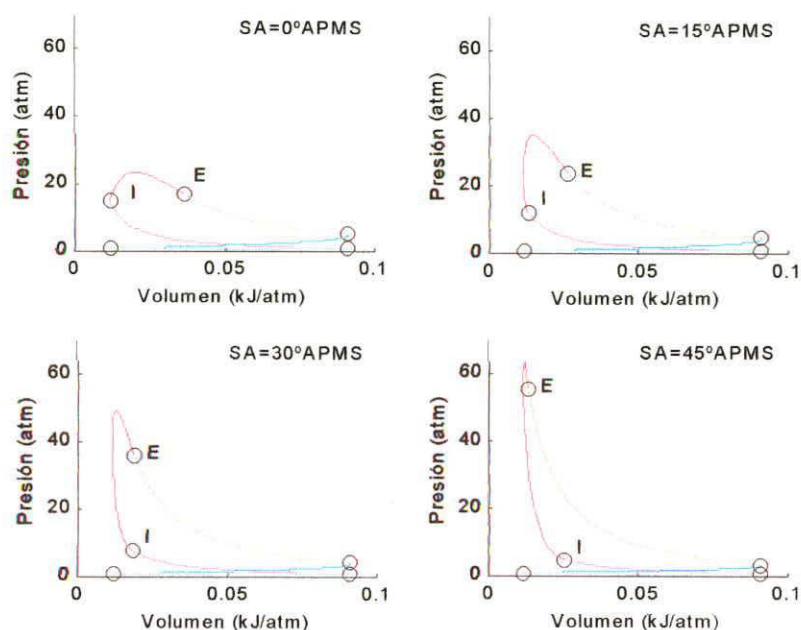 SA=0ºAPMS
Presión (atm)
60
40
20
0
I
E
0
0.05
0.1
Volumen (kJ/atm)
SA=15ºAPMS
Presión (atm)
60
40
20
0
I
E
0
0.05
0.1
Volumen (kJ/atm)
SA=30ºAPMS
Presión (atm)
60
40
20
0
E
I
0
0.05
0.1
Volumen (kJ/atm)
SA=45ºAPMS
Presión (atm)
60
40
20
0
E
I
0
0.05
0.1
Volumen (kJ/atm)